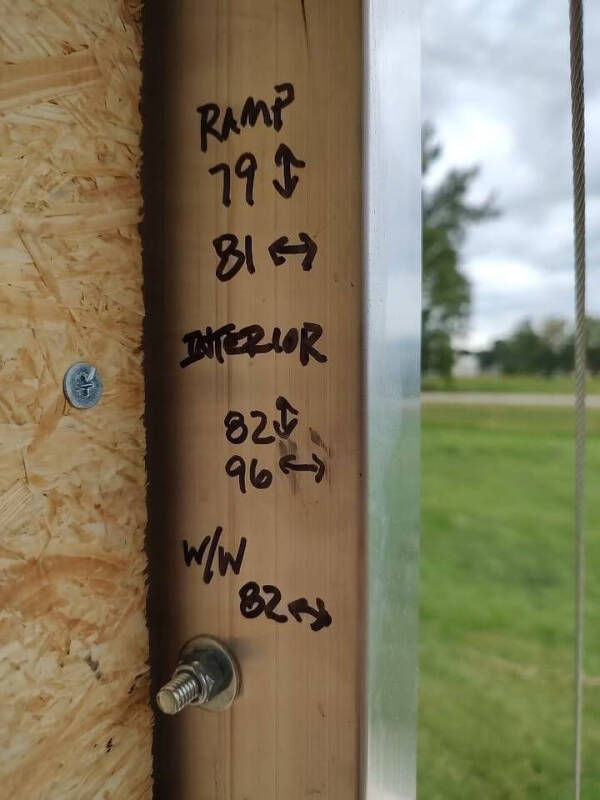 RAMP
79 ↕
81 ↔
INTERIOR
82 ↕
96 ↔
W/W
82 ↔